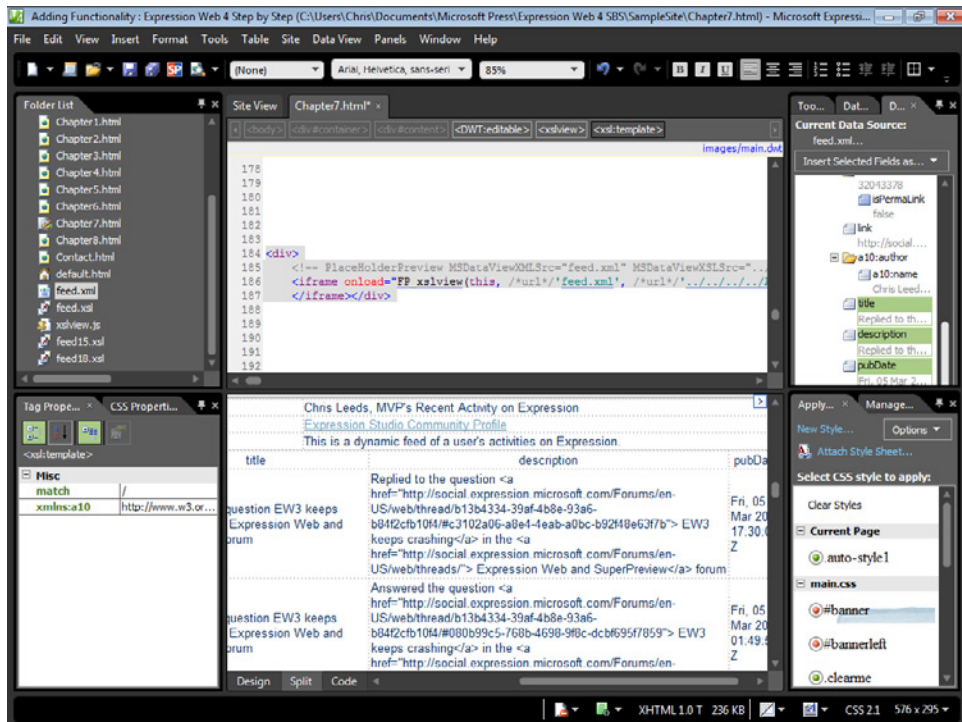 Adding Functionality : Expression Web 4 Step by Step (C:\Users\Chris\Documents\Microsoft Press\Expression Web 4 SBS\SampleSite\Chapter7.html) - Microsoft Expressi...
File Edit View Insert Format Tools Table Site Data View Panels Window Help
(None) Arial, Helvetica, sans-seri 85%
Folder List
Chapter1.html
Chapter2.html
Chapter3.html
Chapter4.html
Chapter5.html
Chapter6.html
Chapter7.html
Chapter8.html
Contact.html
default.html
feed.xml
feed.xsl
xslview.js
feed15.xsl
feed18.xsl
Site View Chapter7.html*
<body> <div#container> <div#content> <DWT:editable> <xslview> <xsl:template>
images/main.dwt
178
179
180
181
182
183
184 <div>
185 <!-- PlaceHolderPreview MSDataViewXMLSrc="feed.xml" MSDataViewXSLSrc="..
186 <iframe onload="FP_xslview(this, /*url*/'feed.xml', /*url*/'../../../../
187 </iframe></div>
188
189
190
191
192
Too... Dat... D...
Current Data Source:
feed.xml...
Insert Selected Fields as...
32043378
isPermaLink
false
link
http://social....
a10:author
a10:name
Chris Leed...
title
Replied to th...
description
Replied to th...
pubDate
Fri, 05 Mar 2...
Tag Prope... CSS Properti...
<xsl:template>
Misc
match /
xmlns:a10 http://www.w3.or...
Chris Leeds, MVP's Recent Activity on Expression
Expression Studio Community Profile
This is a dynamic feed of a user's activities on Expression.
title description pubDa
question EW3 keeps
Expression Web and
orum
Replied to the question <a
href="http://social.expression.microsoft.com/Forums/en-
US/web/thread/b13b4334-39af-4b8e-93a6-
b84f2cfb10f4/#c3102a06-a8e4-4eab-a0bc-b92f48e63f7b"> EW3
keeps crashing</a> in the <a
href="http://social.expression.microsoft.com/Forums/en-
US/web/threads/"> Expression Web and SuperPreview</a> forum
Fri, 05
Mar 20
17:30:0
Z
question EW3 keeps
Expression Web and
orum
Answered the question <a
href="http://social.expression.microsoft.com/Forums/en-
US/web/thread/b13b4334-39af-4b8e-93a6-
b84f2cfb10f4/#080b99c5-768b-4698-9f8c-dcbf695f7859"> EW3
keeps crashing</a> in the <a
href="http://social.expression.microsoft.com/Forums/en-
Fri, 05
Mar 20
01:49:5
Z
Design Split Code
Apply... Manage...
New Style... Options
Attach Style Sheet...
Select CSS style to apply:
Clear Styles
Current Page
.auto-style1
main.css
#banner
#bannerleft
.clearme
XHTML 1.0 T 236 KB CSS 2.1 576 x 295